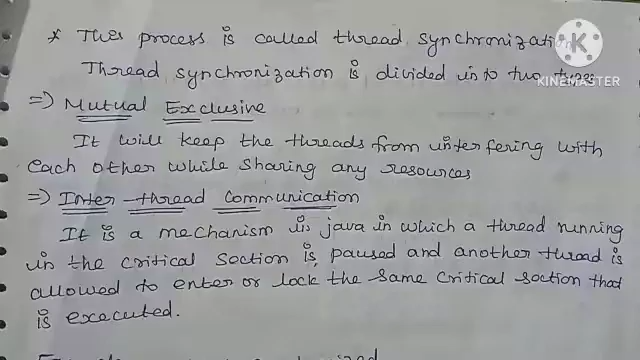 * This process is called thread synchronization
Thread synchronization is divided in to two types
=) Mutual Exclusive
It will keep the threads from interfering with
each other while sharing any resources
=) Inter-thread Communication
It is a mechanism in java in which a thread running
in the critical section is paused and another thread is
allowed to enter or lock the same critical section that
is executed.
KINEMASTER